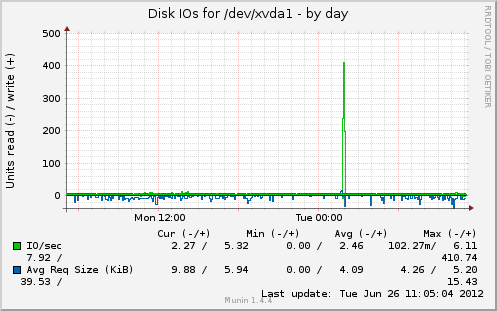 Disk IOs for /dev/xvda1 - by day
RRDTOOL / TOBI OETIKER
Units read (-) / write (+)
500
400
300
200
100
0
Mon 12:00 Tue 00:00
Cur (-/+) Min (-/+) Avg (-/+) Max (-/+)
IO/sec 2.27 / 5.32 0.00 / 2.46 102.27m/ 6.11
7.92 / 410.74
Avg Req Size (KiB) 9.88 / 5.94 0.00 / 4.09 4.26 / 5.20
39.53 / 15.43
Last update: Tue Jun 26 11:05:04 2012
Munin 1.4.4